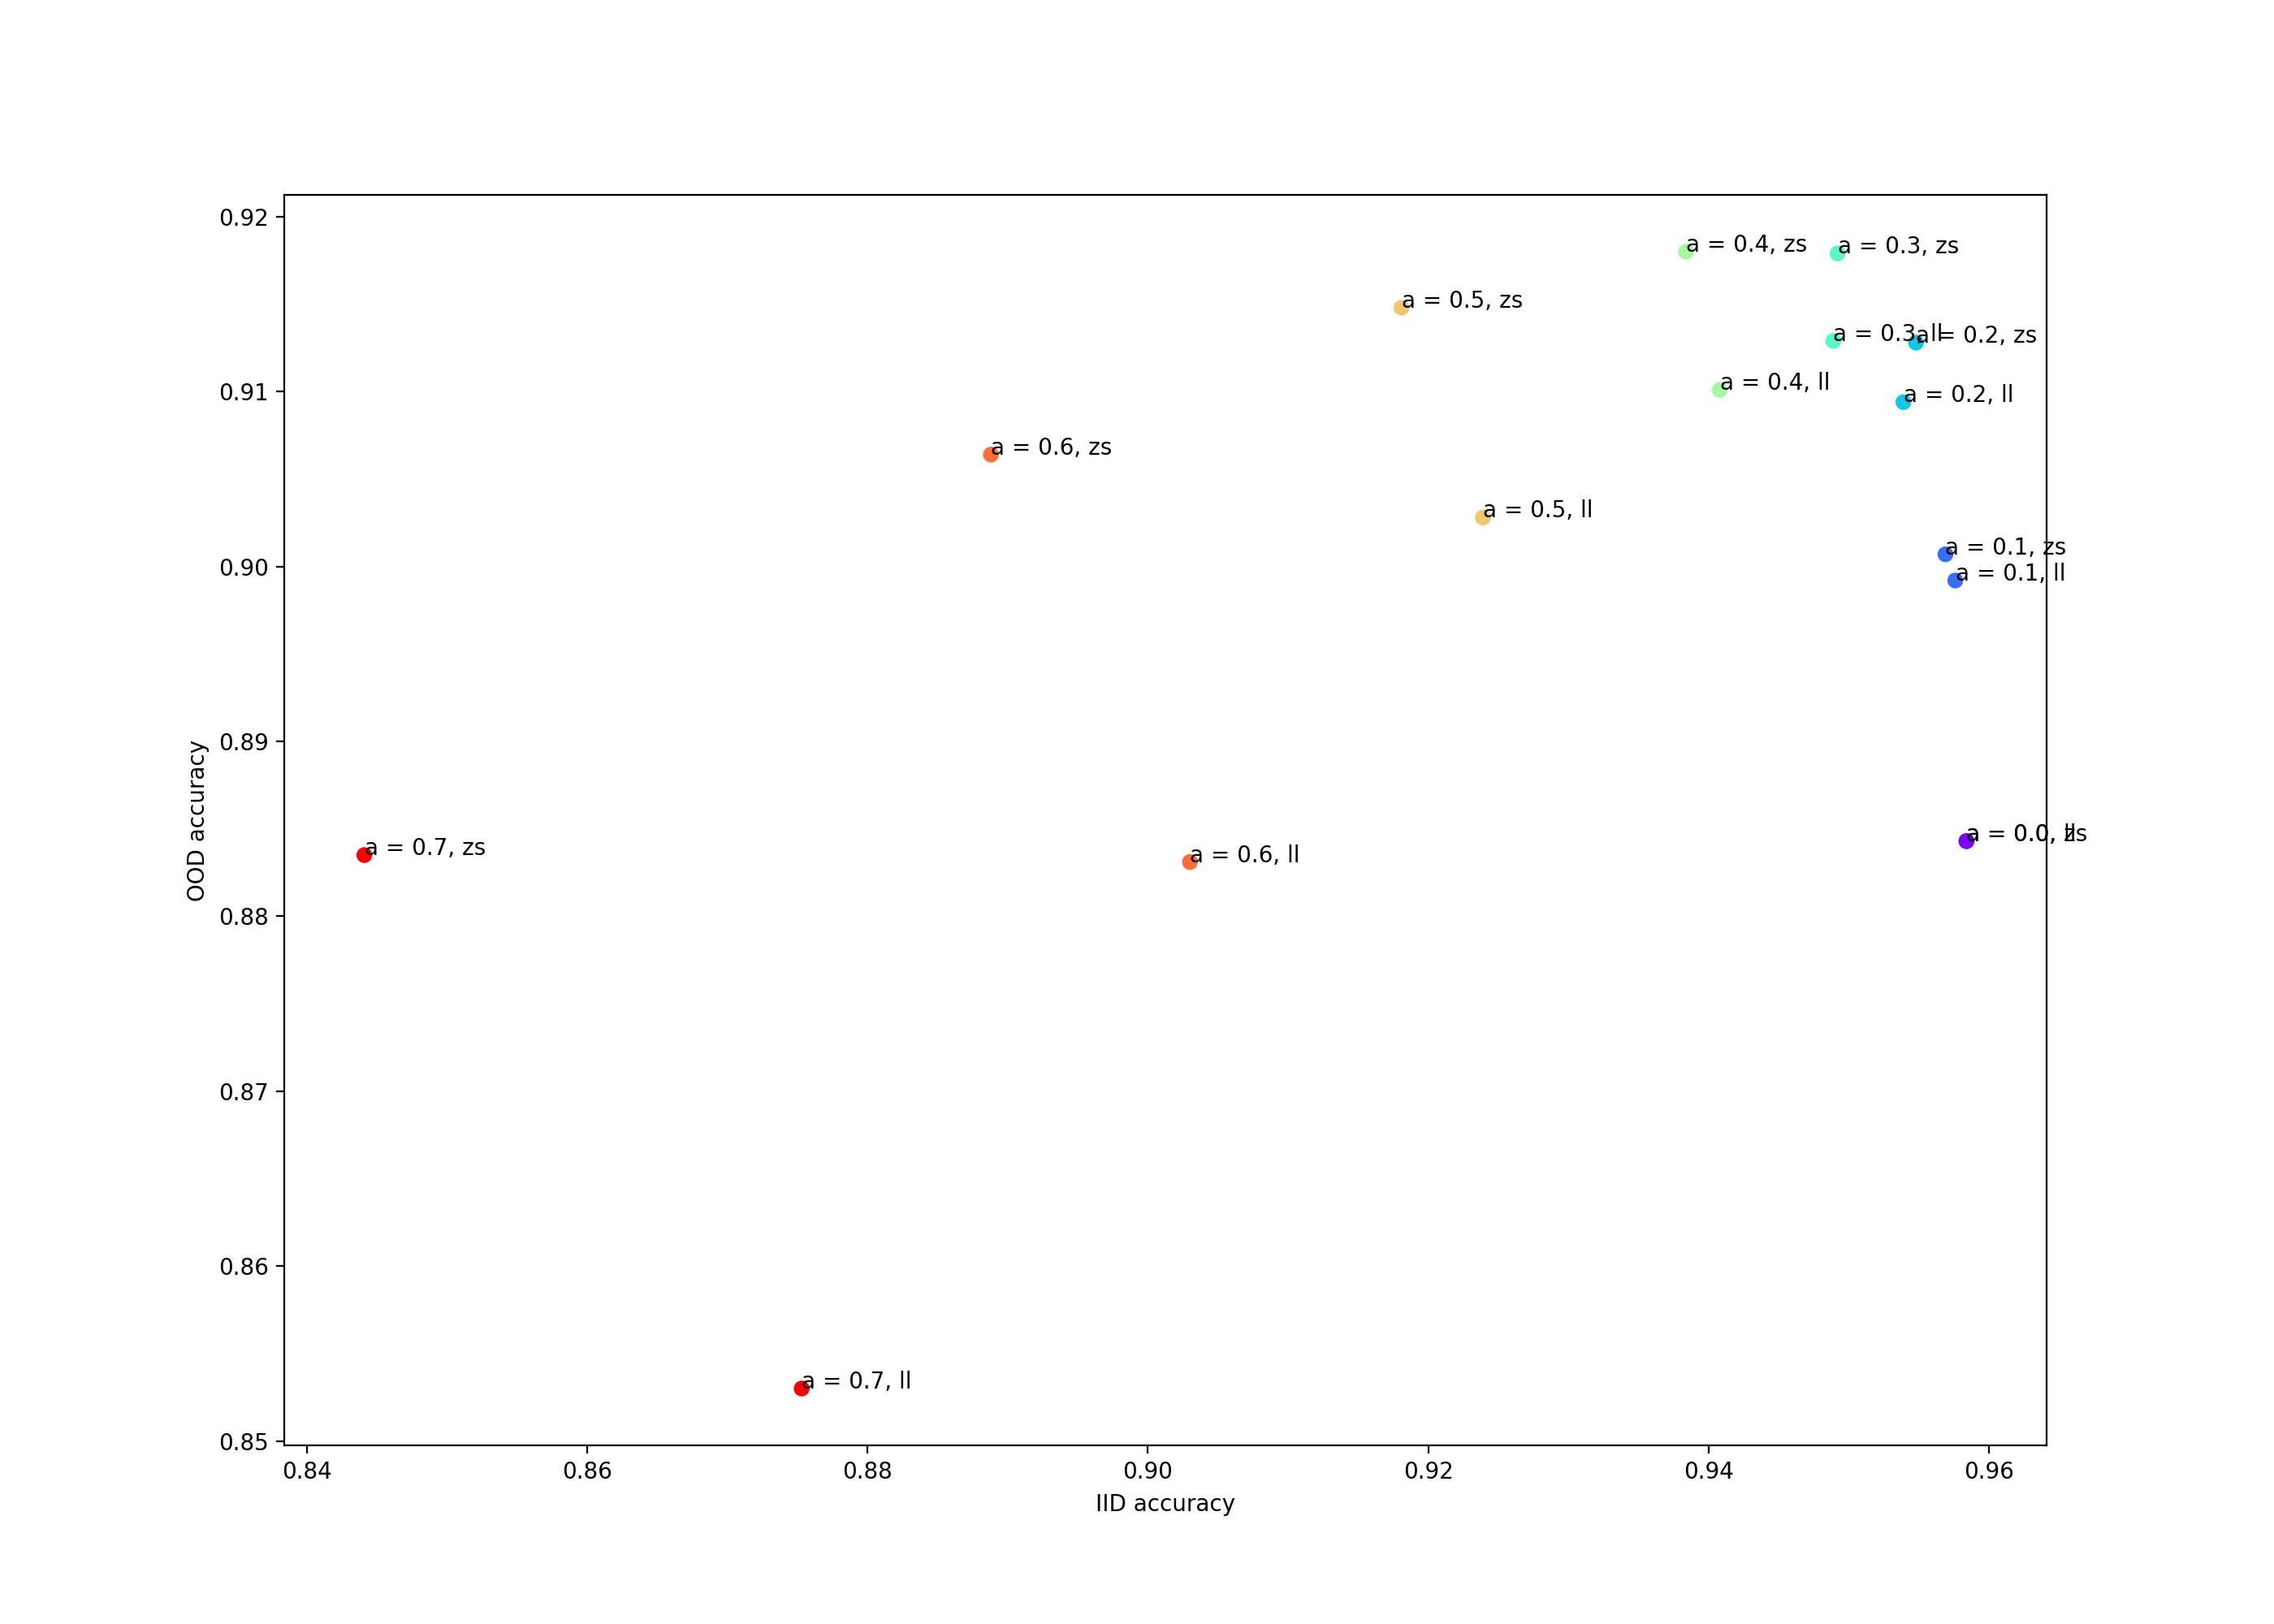 0.92
a = 0.4, zs
a = 0.3, zs
a = 0.5, zs
a = 0.3, ll
a = 0.2, zs
0.91
a = 0.4, ll
a = 0.2, ll
a = 0.6, zs
a = 0.5, ll
0.90
a = 0.1, zs
a = 0.1, ll
0.89
OOD accuracy
a = 0.7, zs
a = 0.6, ll
a = 0.0, ll
a = 0.0, zs
0.88
0.87
0.86
a = 0.7, ll
0.85
0.84 0.86 0.88 0.90 0.92 0.94 0.96
IID accuracy